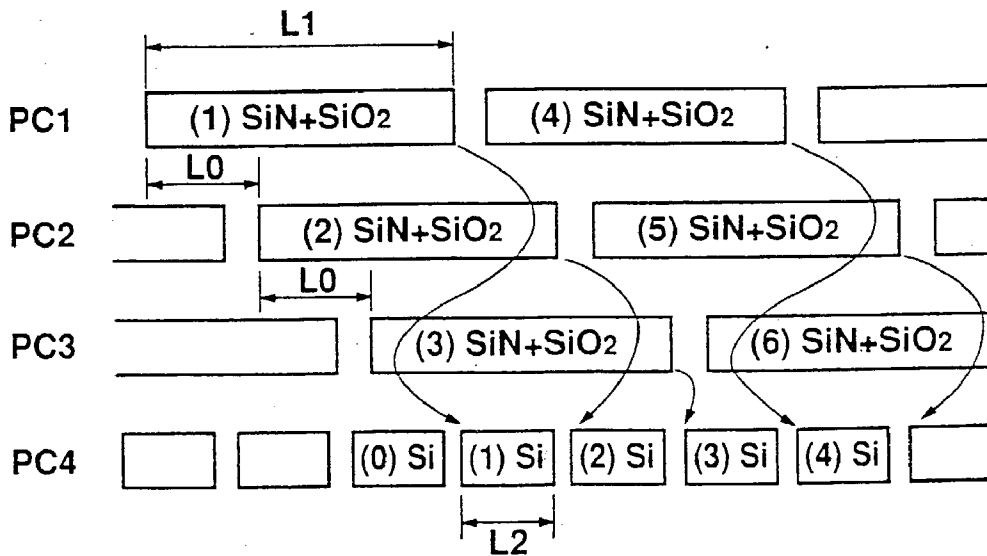 L1
PC1 (1) SiN+SiO2 (4) SiN+SiO2
L0
PC2 (2) SiN+SiO2 (5) SiN+SiO2
L0
PC3 (3) SiN+SiO2 (6) SiN+SiO2
PC4 (0) Si (1) Si (2) Si (3) Si (4) Si
L2